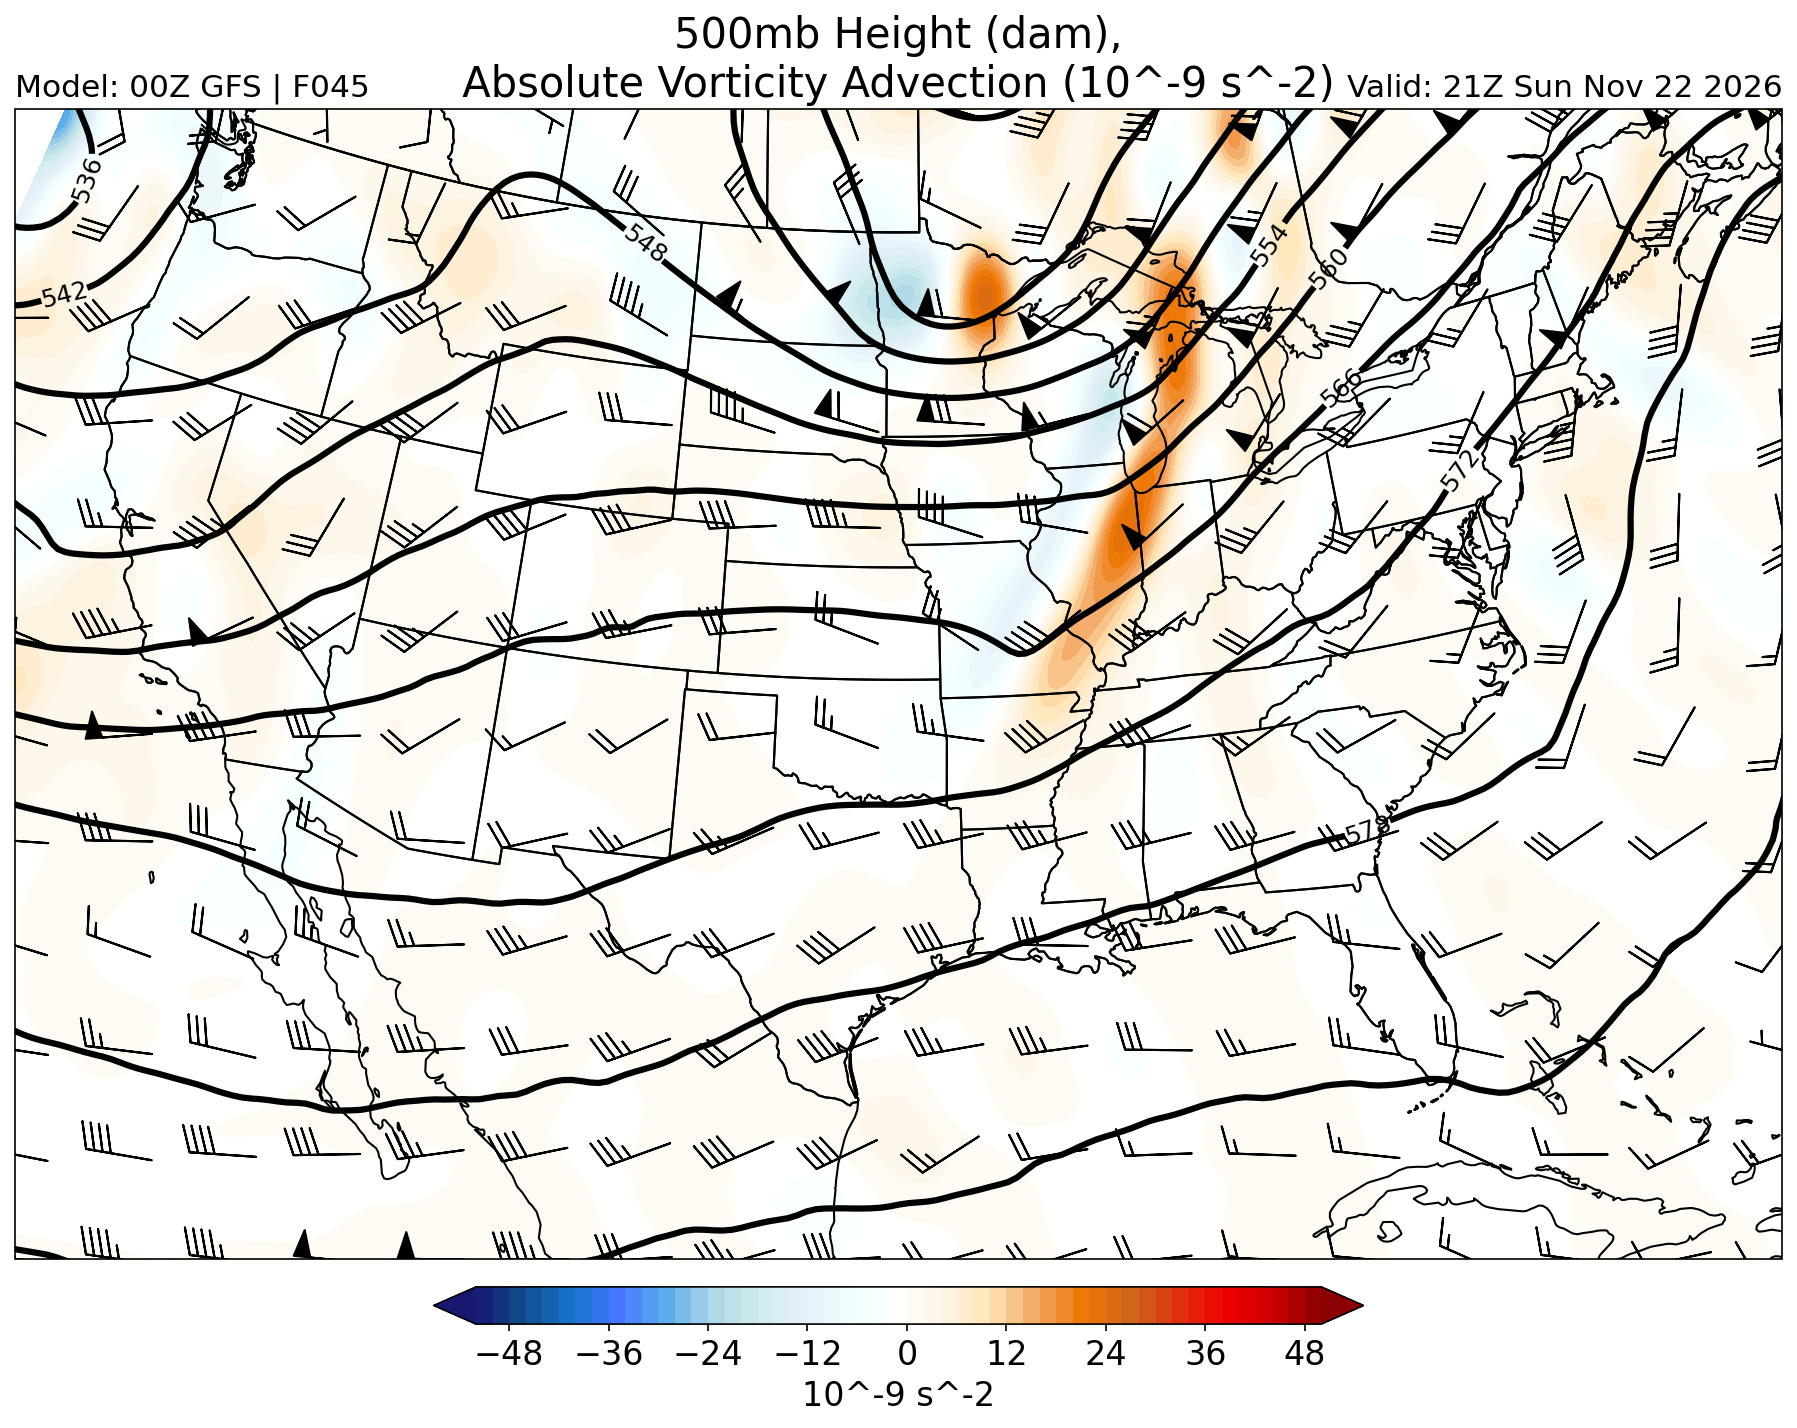 500mb Height (dam),
Model: 00Z GFS | F045
Absolute Vorticity Advection (10^-9 s^-2)
Valid: 21Z Sun Nov 22 2026
536
542
548
554
560
566
572
578
−48 −36 −24 −12 0 12 24 36 48
10^-9 s^-2